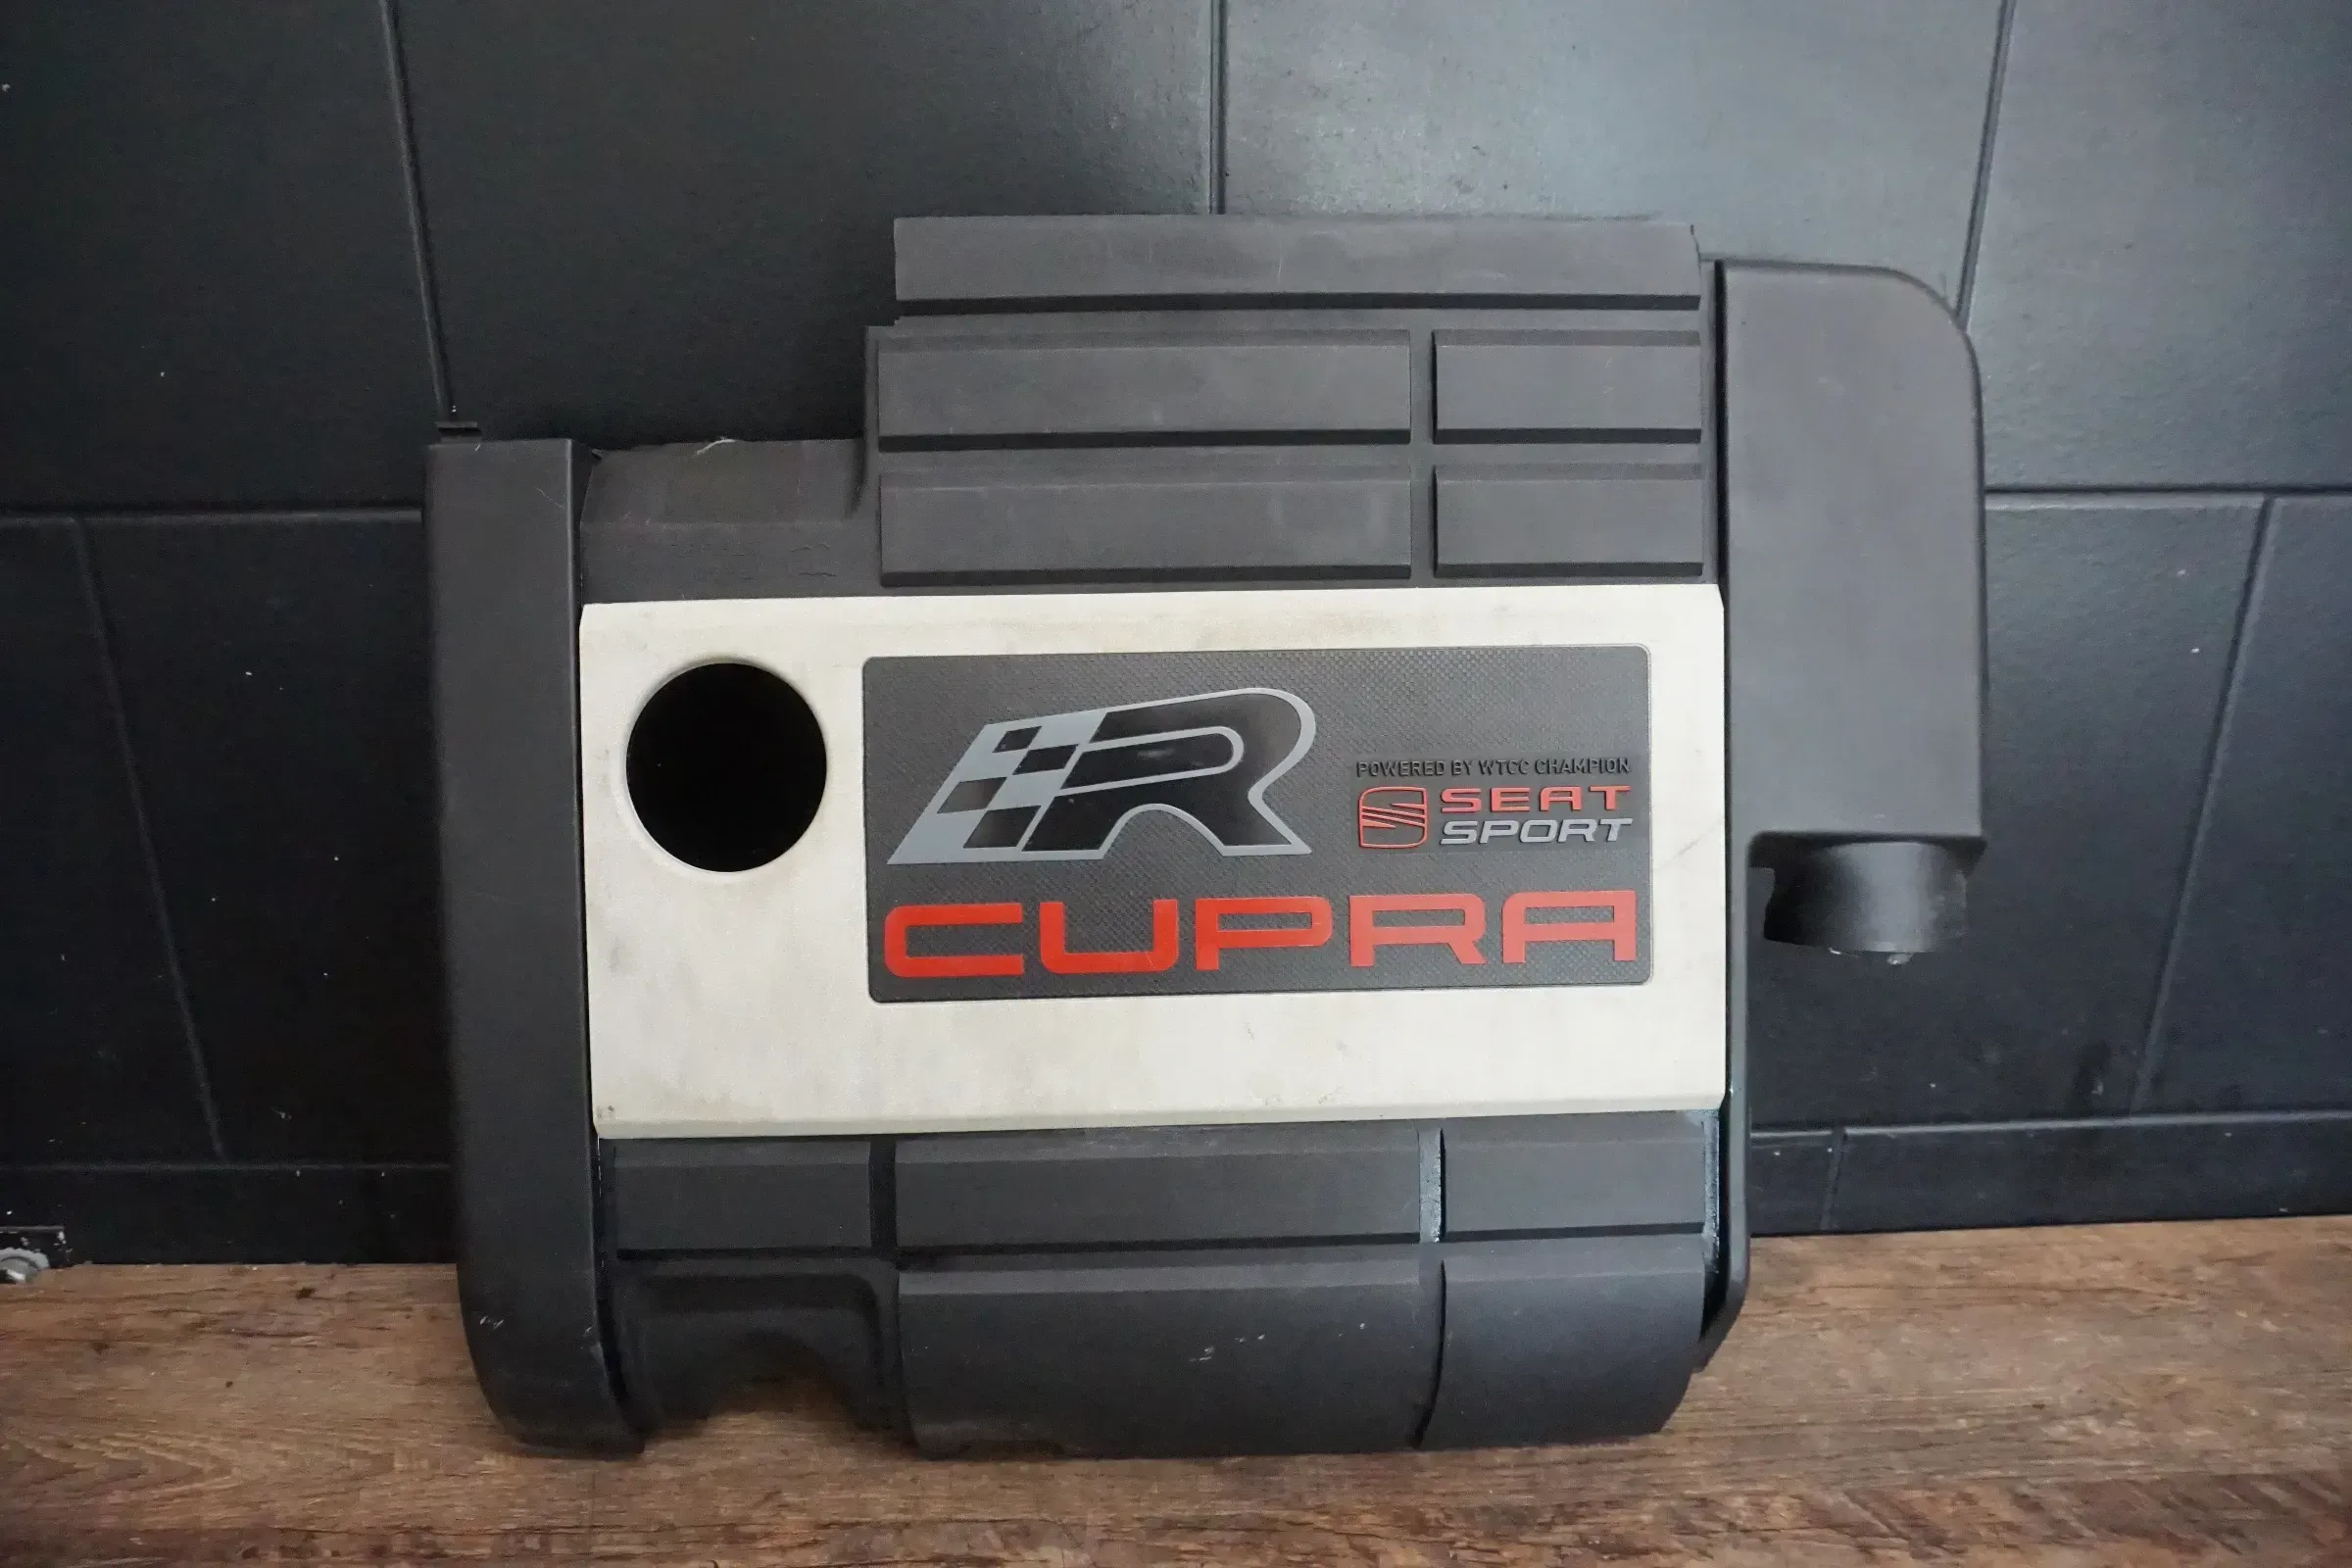 R
POWERED BY WTCC CHAMPION
SEAT
SPORT
CUPRA